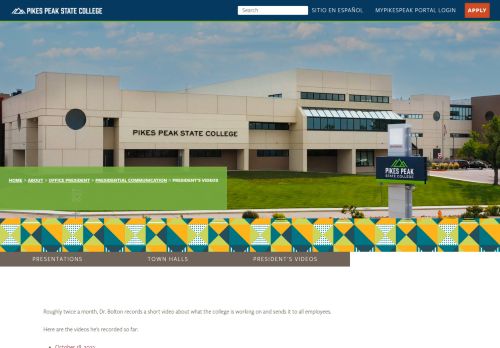 PIKES PEAK STATE COLLEGE
Search
SITIO EN ESPAÑOL
MYPIKESPEAK PORTAL LOGIN
APPLY
PIKES PEAK STATE COLLEGE
PIKES PEAK
STATE COLLEGE
HOME > ABOUT > OFFICE PRESIDENT > PRESIDENTIAL COMMUNICATION > PRESIDENT'S VIDEOS
PRESENTATIONS
TOWN HALLS
PRESIDENT'S VIDEOS
Roughly twice a month, Dr. Bolton records a short video about what the college is working on and sends it to all employees.
Here are the videos he's recorded so far:
October 18,